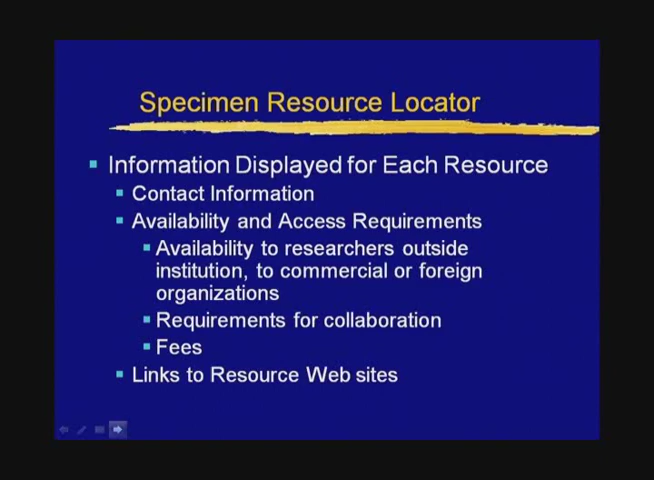 Specimen Resource Locator
Information Displayed for Each Resource
Contact Information
Availability and Access Requirements
Availability to researchers outside
institution, to commercial or foreign
organizations
Requirements for collaboration
Fees
Links to Resource Web sites